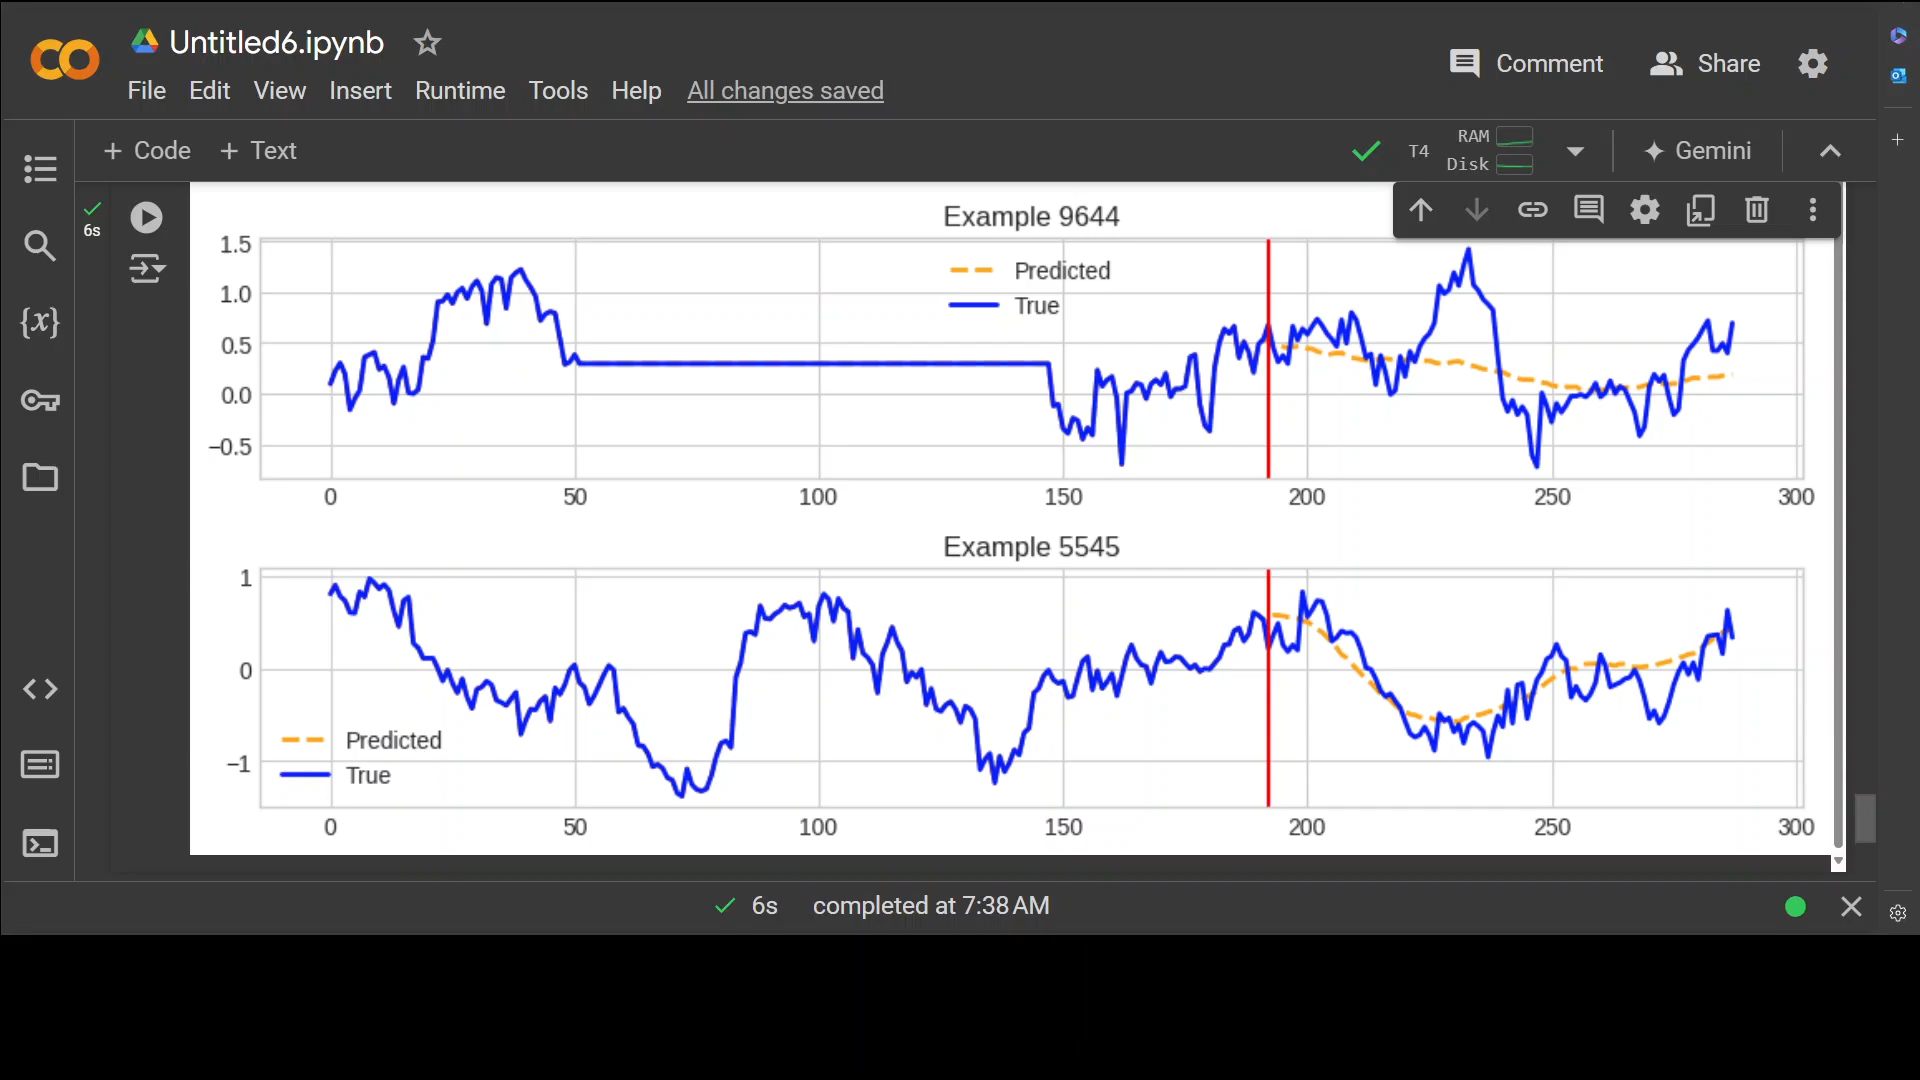 Untitled6.ipynb
File Edit View Insert Runtime Tools Help All changes saved
Comment Share
+ Code + Text
T4 RAM Disk Gemini
6s
Example 9644
1.5
1.0
0.5
0.0
−0.5
Predicted
True
0 50 100 150 200 250 300
Example 5545
1
0
−1
Predicted
True
0 50 100 150 200 250 300
6s completed at 7:38 AM